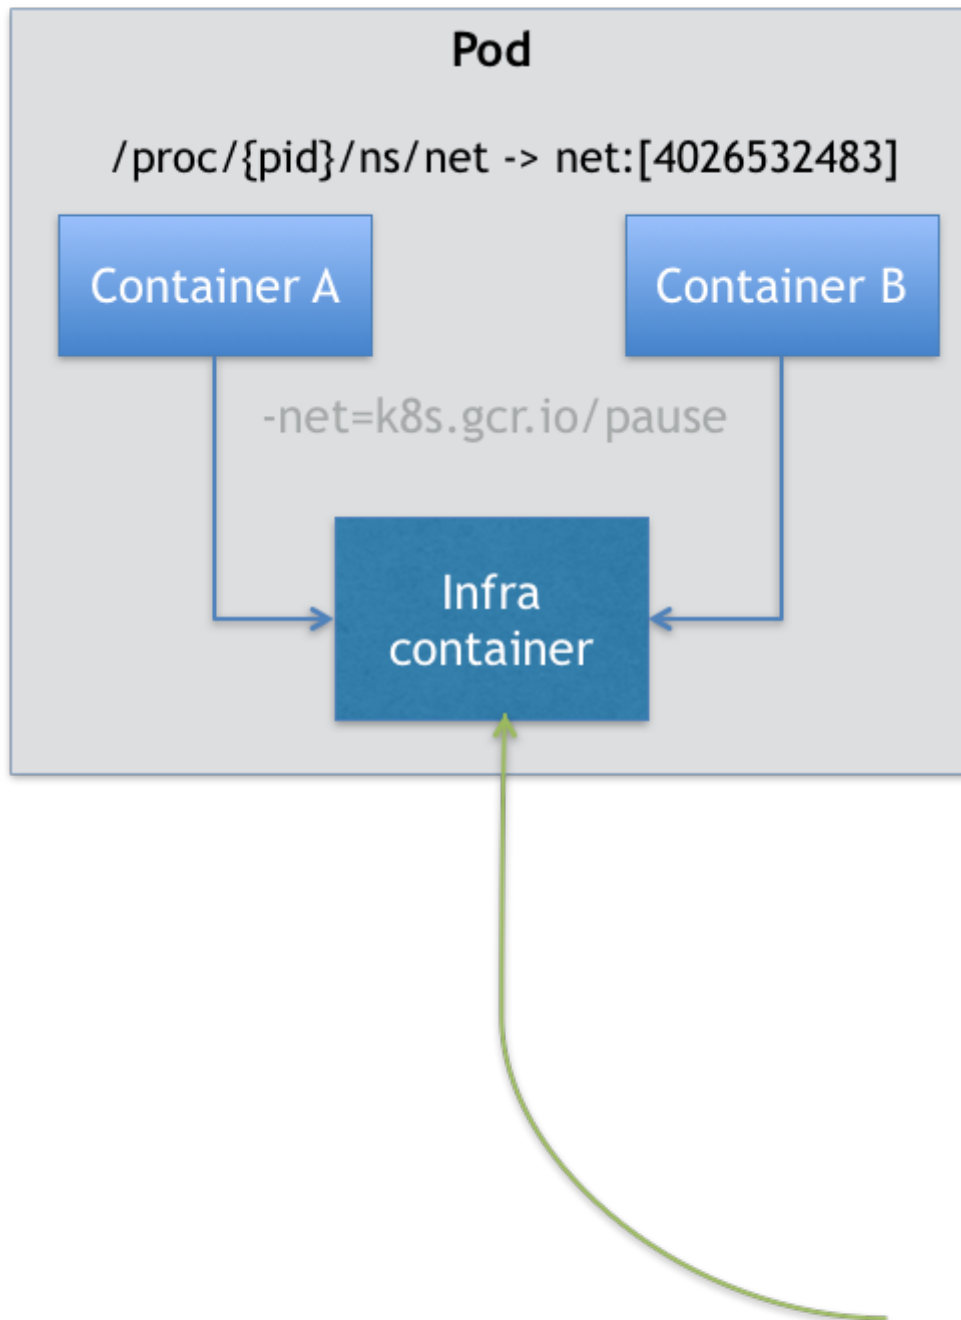 Pod
/proc/{pid}/ns/net -> net:[4026532483]
Container A
Container B
-net=k8s.gcr.io/pause
Infra
container